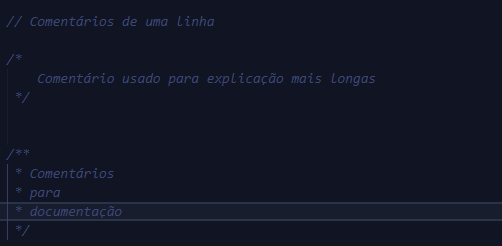 // Comentários de uma linha
/*
Comentário usado para explicação mais longas
*/
/**
* Comentários
* para
* documentação
*/